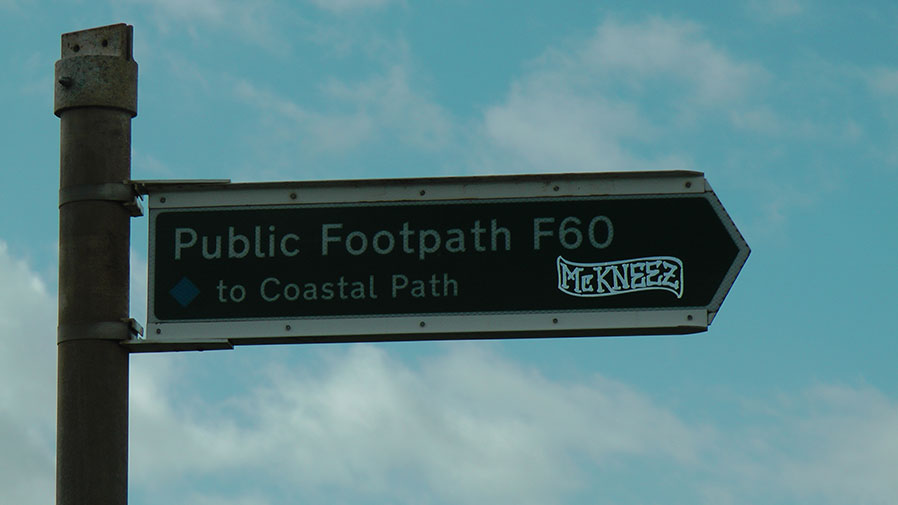 Public Footpath F60
to Coastal Path
McKNEEZ